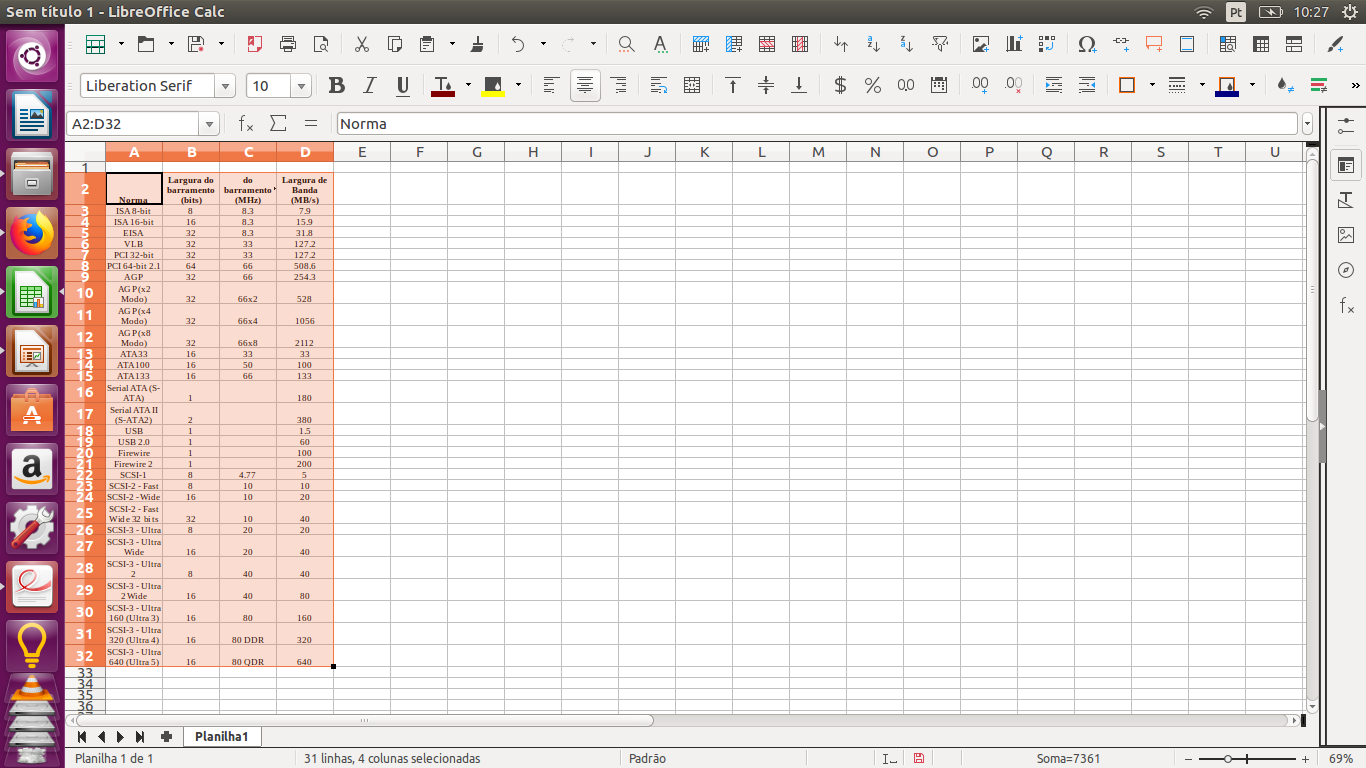 Sem título 1 - LibreOffice Calc
Pt
10:27
Liberation Serif
10
A2:D32
Norma
A B C D E F G H I J K L M N O P Q R S T U
1
2 Norma Largura do barramento (bits) do barramento (MHz) Largura de Banda (MB/s)
3 ISA 8-bit 8 8.3 7.9
4 ISA 16-bit 16 8.3 15.9
5 EISA 32 8.3 31.8
6 VLB 32 33 127.2
7 PCI 32-bit 32 33 127.2
8 PCI 64-bit 2.1 64 66 508.6
9 AGP 32 66 254.3
10 AGP (x2 Modo) 32 66x2 528
11 AGP (x4 Modo) 32 66x4 1056
12 AGP (x8 Modo) 32 66x8 2112
13 ATA33 16 33 33
14 ATA100 16 50 100
15 ATA133 16 66 133
16 Serial ATA (S-ATA) 1 180
17 Serial ATA II (S-ATA2) 2 380
18 USB 1 1.5
19 USB 2.0 1 60
20 Firewire 1 100
21 Firewire 2 1 200
22 SCSI-1 8 4.77 5
23 SCSI-2 - Fast 8 10 10
24 SCSI-2 - Wide 16 10 20
25 SCSI-2 - Fast Wide 32 bits 32 10 40
26 SCSI-3 - Ultra 8 20 20
27 SCSI-3 - Ultra Wide 16 20 40
28 SCSI-3 - Ultra 2 8 40 40
29 SCSI-3 - Ultra 2 Wide 16 40 80
30 SCSI-3 - Ultra 160 (Ultra 3) 16 80 160
31 SCSI-3 - Ultra 320 (Ultra 4) 16 80 DDR 320
32 SCSI-3 - Ultra 640 (Ultra 5) 16 80 QDR 640
33
34
35
36
Planilha1
Planilha 1 de 1
31 linhas, 4 colunas selecionadas
Padrão
Soma=7361
69%